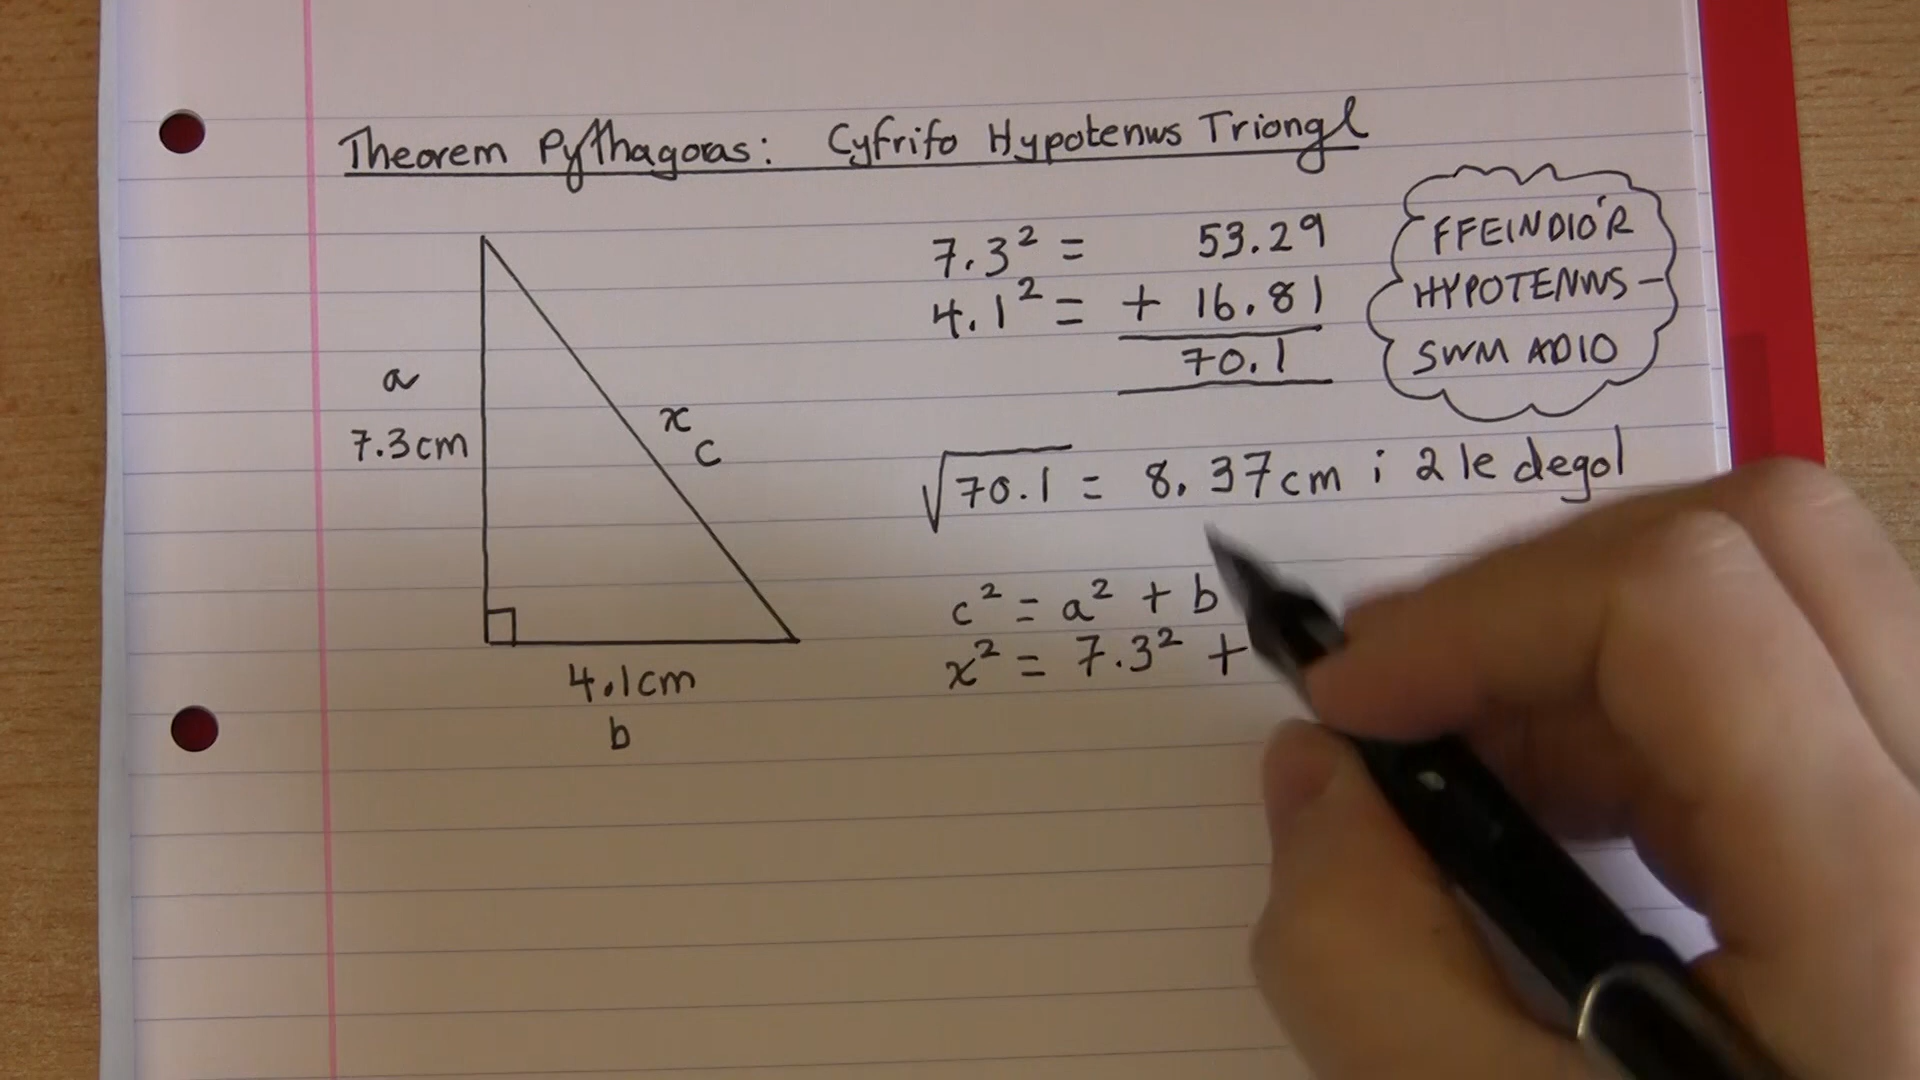 Theorem Pythagoras: Cyfrifo Hypotenws Triongl
7.3² = 53.29
4.1² = + 16.81
70.1
FFEINDIO'R
HYPOTENWS –
SWM ADIO
a
7.3cm
x
c
4.1cm
b
√70.1 = 8.37cm i 2 le degol
c² = a² + b
x² = 7.3² +